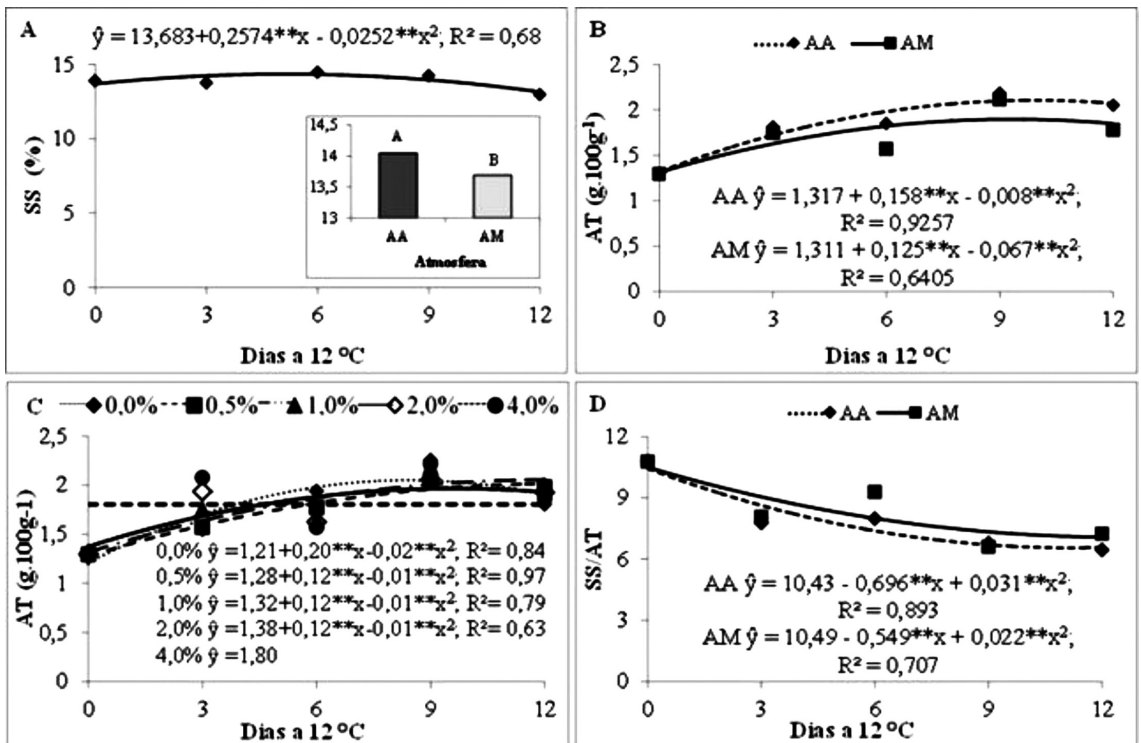 A
ŷ = 13,683+0,2574**x - 0,0252**x²; R² = 0,68
SS (%)
15
10
5
0
0 3 6 9 12
Dias a 12 °C
14,5
14
13,5
13
A
B
AA AM
Atmosfera
B
AA AM
AT (g.100g-¹)
2,5
2
1,5
1
0,5
0
AA ŷ = 1,317 + 0,158**x - 0,008**x²;
R² = 0,9257
AM ŷ = 1,311 + 0,125**x - 0,067**x²;
R² = 0,6405
0 3 6 9 12
Dias a 12 °C
C
0,0% 0,5% 1,0% 2,0% 4,0%
AT (g.100g-1)
2,5
2
1,5
1
0,5
0
0,0% ŷ =1,21+0,20**x-0,02**x², R²= 0,84
0,5% ŷ =1,28+0,12**x-0,01**x², R²= 0,97
1,0% ŷ =1,32+0,12**x-0,01**x², R²= 0,79
2,0% ŷ =1,38+0,12**x-0,01**x², R²= 0,63
4,0% ŷ =1,80
0 3 6 9 12
Dias a 12 °C
D
AA AM
SS/AT
12
9
6
3
0
AA ŷ = 10,43 - 0,696**x + 0,031**x²;
R² = 0,893
AM ŷ = 10,49 - 0,549**x + 0,022**x²;
R² = 0,707
0 3 6 9 12
Dias a 12 °C